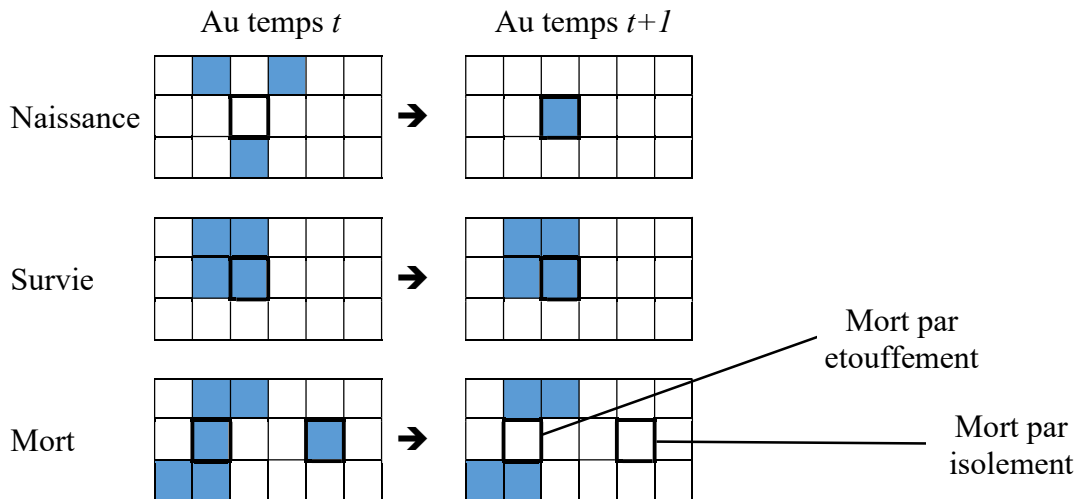 Au temps t
Au temps t+1
Naissance
Survie
Mort par
etouffement
Mort
Mort par
isolement